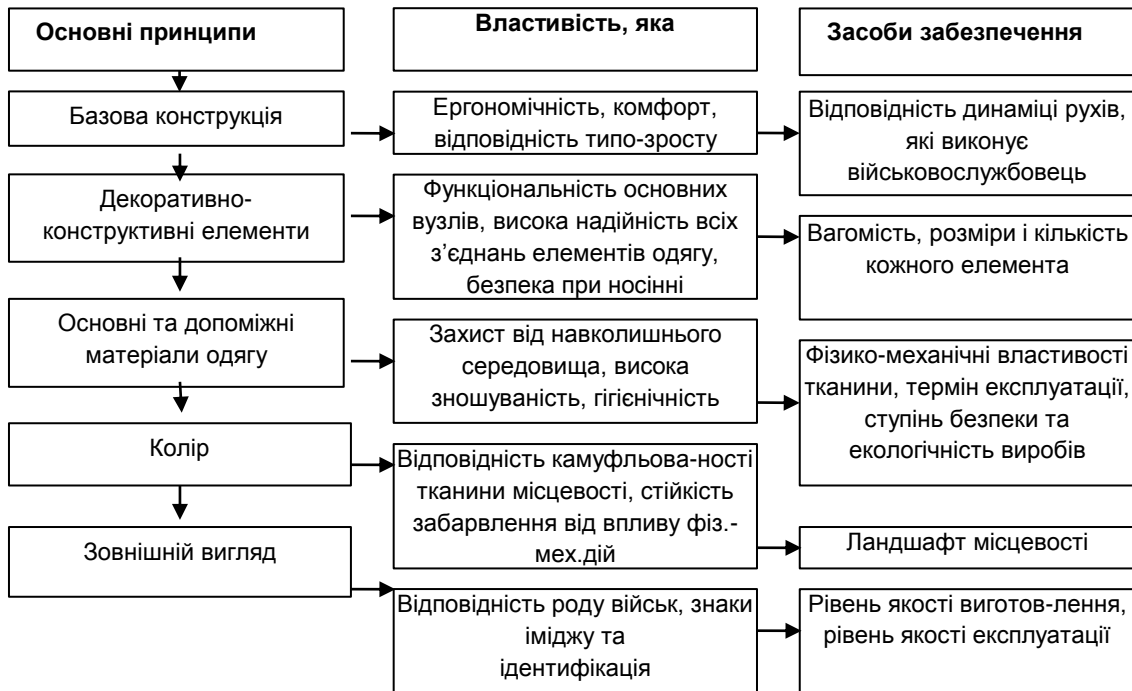 Основні принципи
Властивість, яка
Засоби забезпечення
Базова конструкція
Ергономічність, комфорт,
відповідність типо-зросту
Відповідність динаміці рухів,
які виконує
військовослужбовець
Декоративно-
конструктивні елементи
Функціональність основних
вузлів, висока надійність всіх
з’єднань елементів одягу,
безпека при носінні
Вагомість, розміри і кількість
кожного елемента
Основні та допоміжні
матеріали одягу
Захист від навколишнього
середовища, висока
зношуваність, гігієнічність
Фізико-механічні властивості
тканини, термін експлуатації,
ступінь безпеки та
екологічність виробів
Колір
Відповідність камуфльова-ності
тканини місцевості, стійкість
забарвлення від впливу фіз.-
мех.дій
Ландшафт місцевості
Зовнішній вигляд
Відповідність роду військ, знаки
іміджу та
ідентифікація
Рівень якості виготов-лення,
рівень якості експлуатації